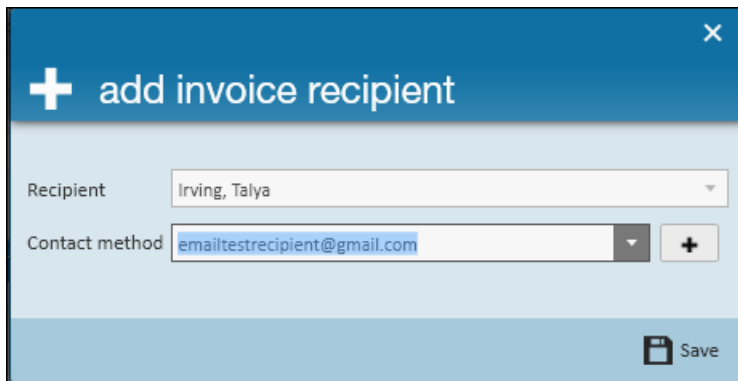 add invoice recipient
Recipient Irving, Talya
Contact method emailtestrecipient@gmail.com
Save